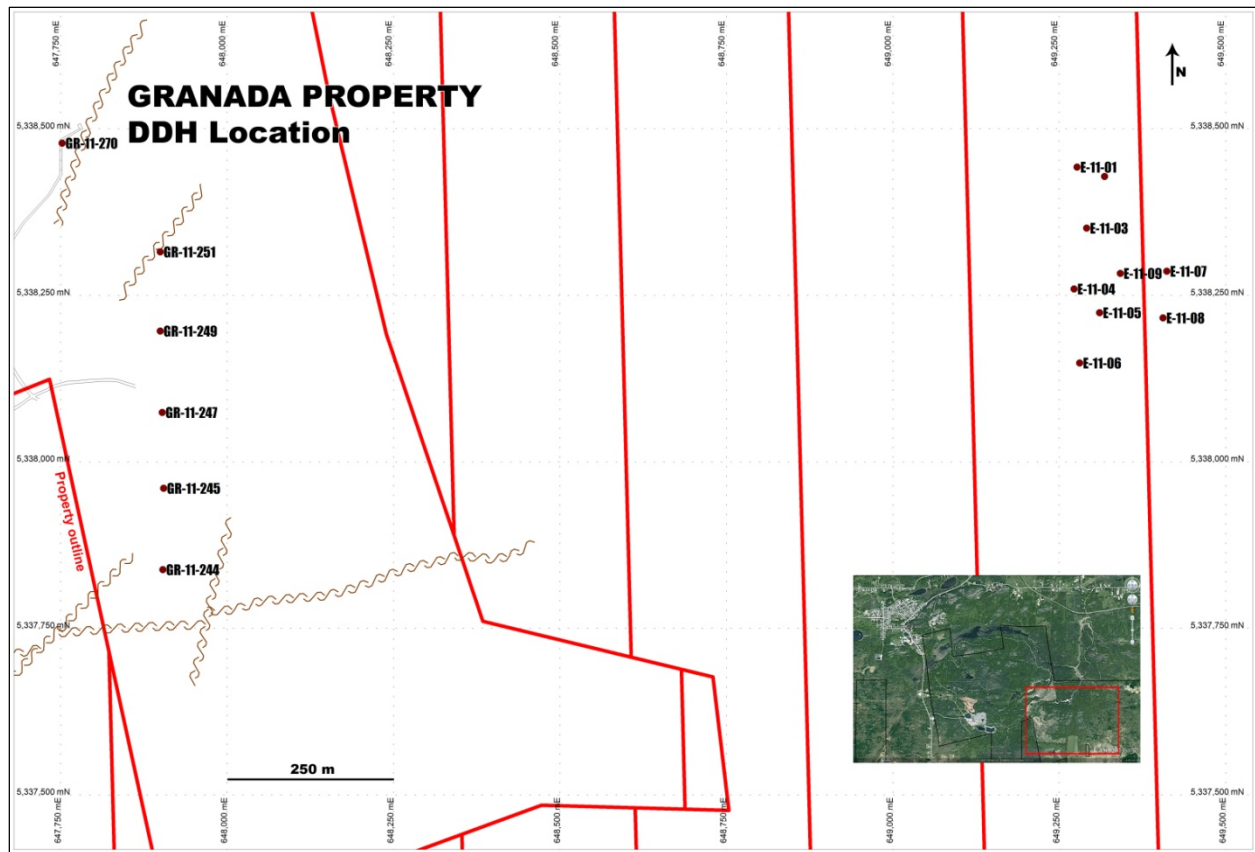 647,750 mE
648,000 mE
648,250 mE
648,500 mE
648,750 mE
649,000 mE
649,250 mE
649,500 mE
N
GRANADA PROPERTY
DDH Location
5,338,500 mN
5,338,500 mN
GR-11-270
E-11-01
GR-11-251
E-11-03
E-11-09
E-11-07
5,338,250 mN
5,338,250 mN
E-11-04
GR-11-249
E-11-05
E-11-08
E-11-06
GR-11-247
5,338,000 mN
5,338,000 mN
Property outline
GR-11-245
GR-11-244
5,337,750 mN
5,337,750 mN
250 m
5,337,500 mN
5,337,500 mN
647,750 mE
648,000 mE
648,250 mE
648,500 mE
648,750 mE
649,000 mE
649,250 mE
649,500 mE